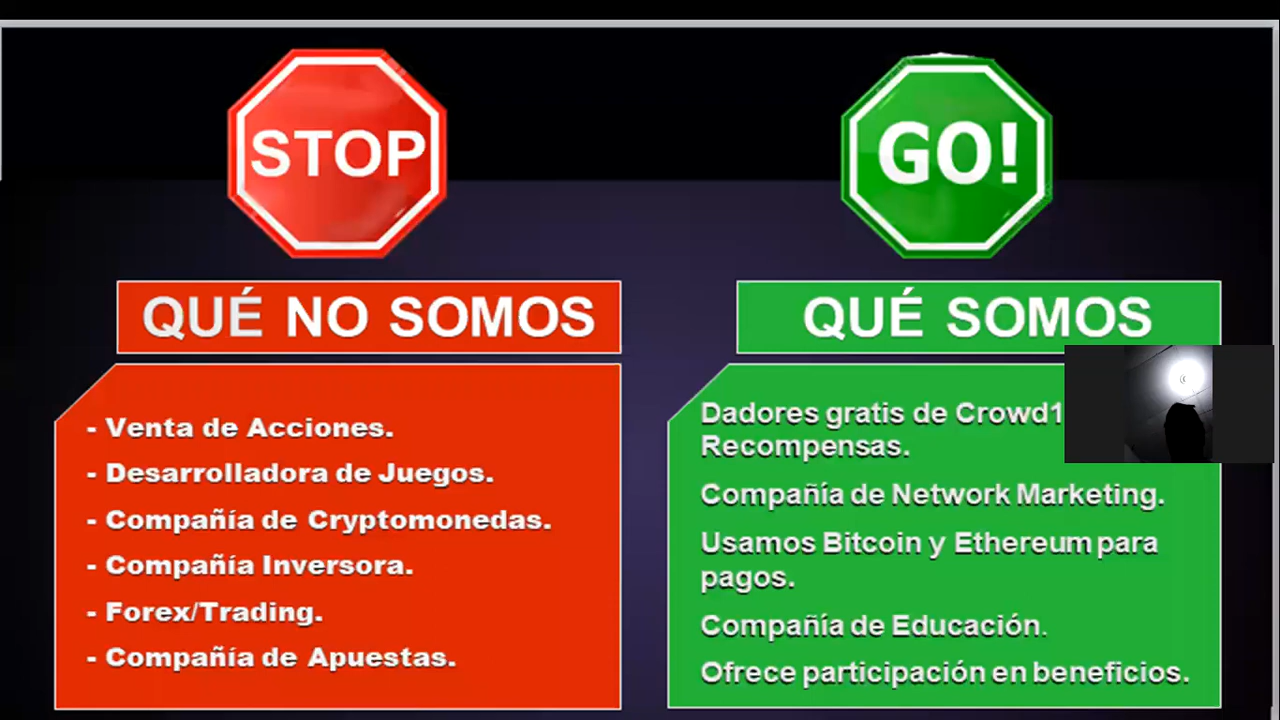 STOP
GO!
QUÉ NO SOMOS
QUÉ SOMOS
- Venta de Acciones.
- Desarrolladora de Juegos.
- Compañía de Cryptomonedas.
- Compañía Inversora.
- Forex/Trading.
- Compañía de Apuestas.
Dadores gratis de Crowd1
Recompensas.
Compañía de Network Marketing.
Usamos Bitcoin y Ethereum para
pagos.
Compañía de Educación.
Ofrece participación en beneficios.